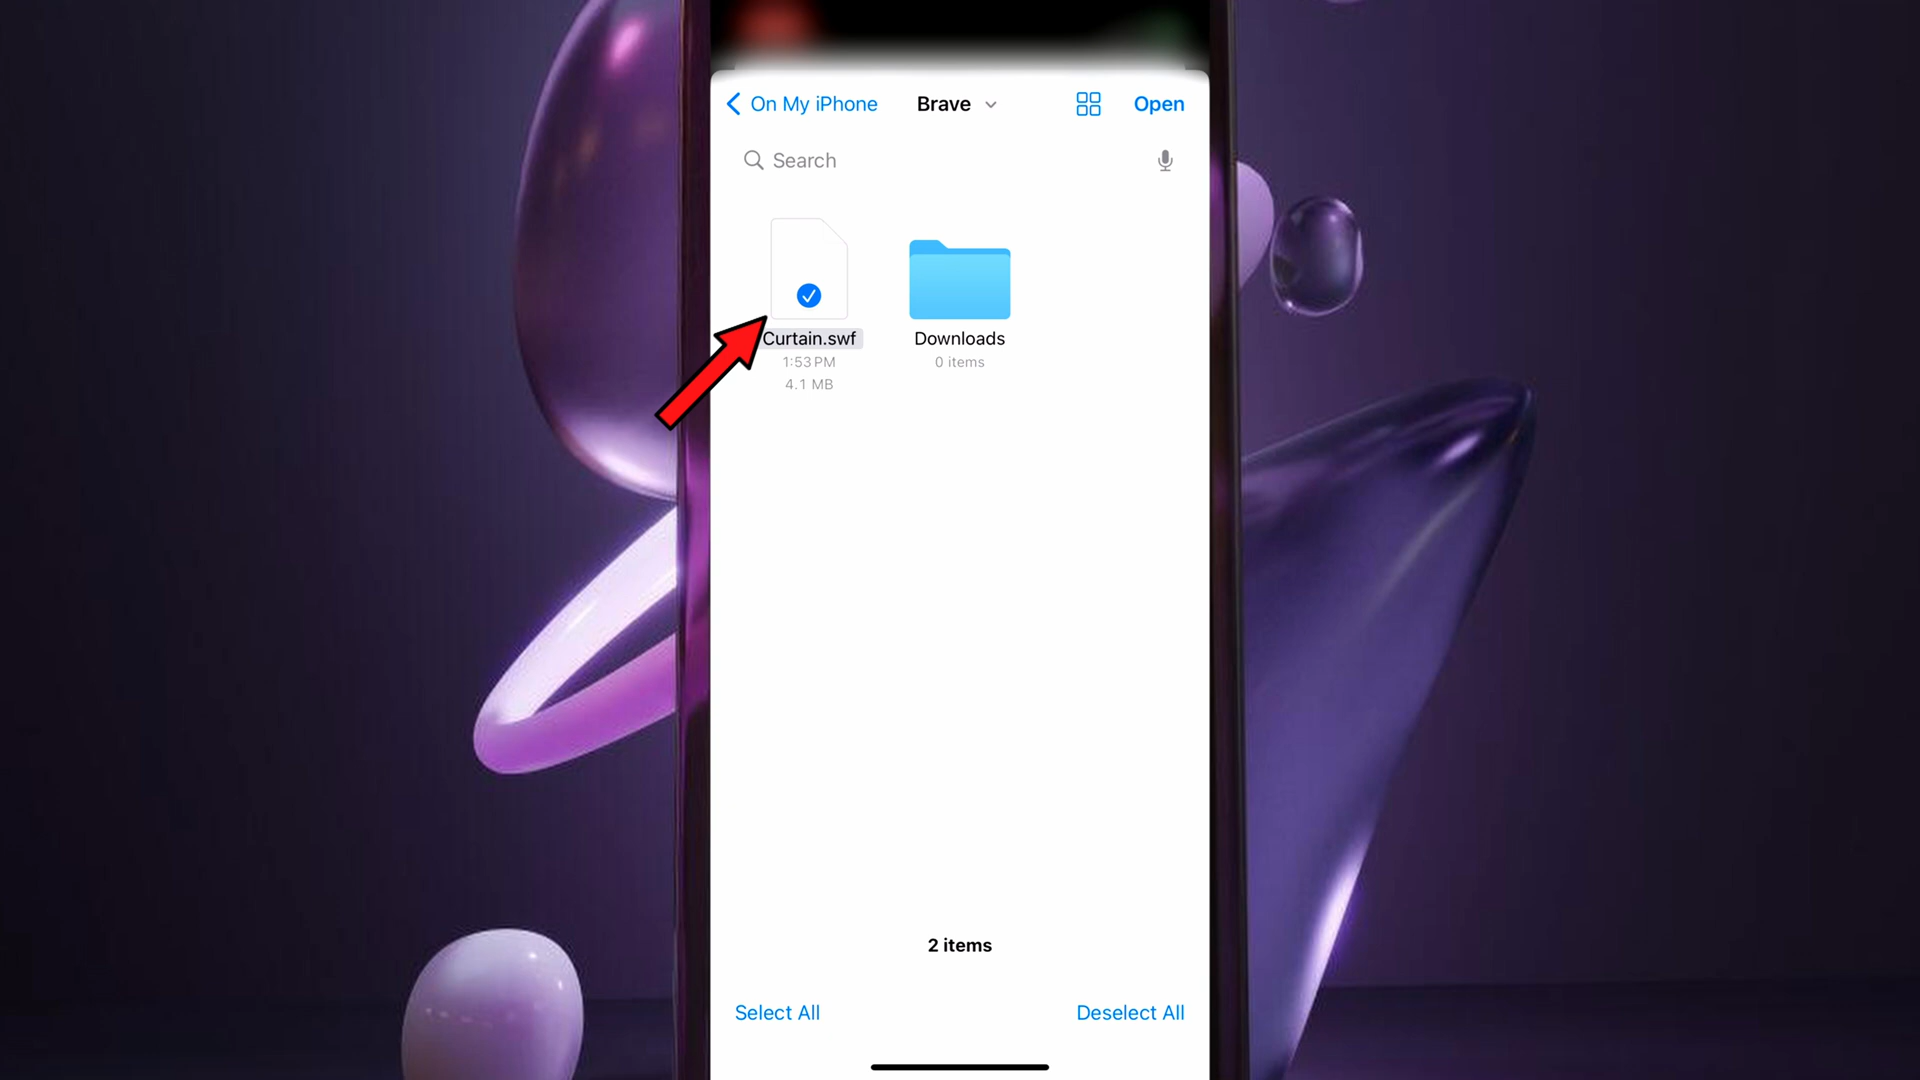 On My iPhone Brave Open
Search
Curtain.swf Downloads
1:53 PM 0 items
4.1 MB
2 items
Select All Deselect All